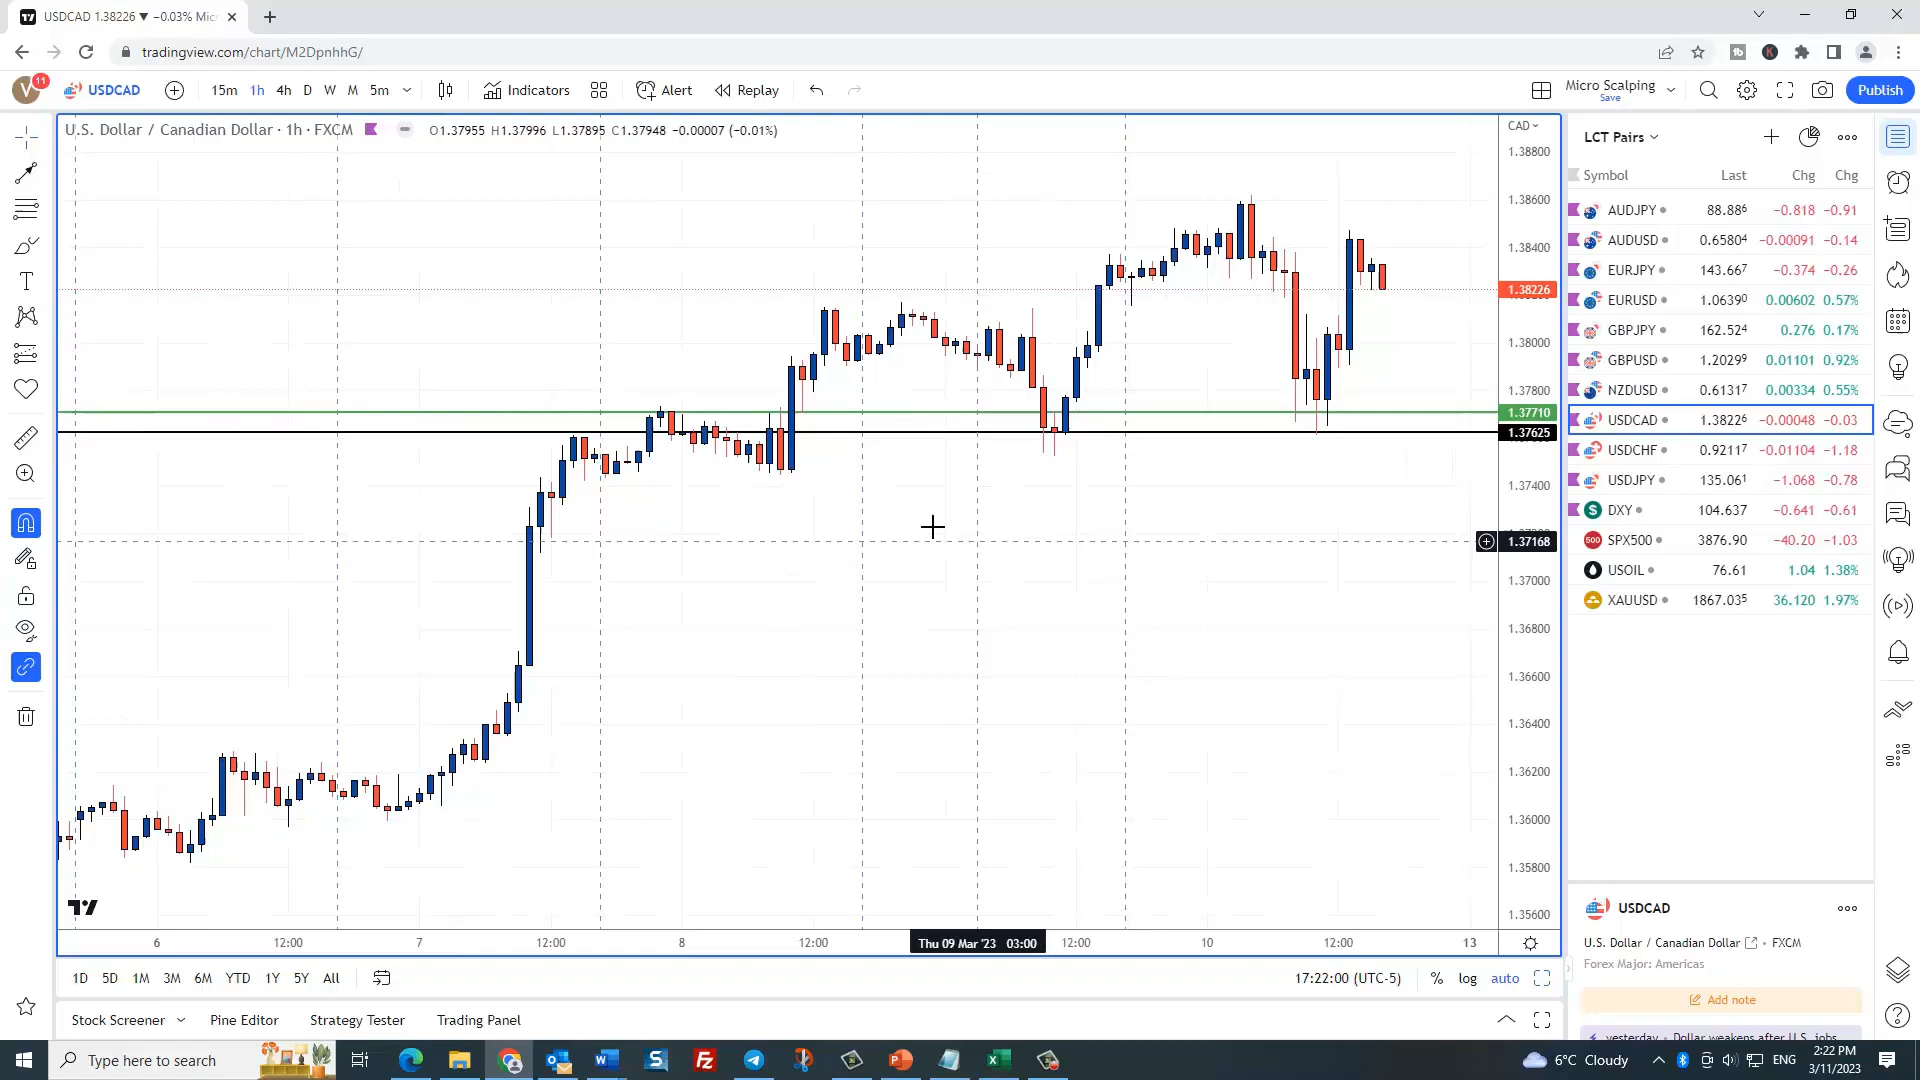 USDCAD 1.38226 ▼ −0.03% Micr
tradingview.com/chart/M2DpnhhG/
V 11 USDCAD 15m 1h 4h D W M 5m Indicators Alert Replay Micro Scalping Save Publish
U.S. Dollar / Canadian Dollar · 1h · FXCM O1.37955 H1.37996 L1.37895 C1.37948 −0.00007 (−0.01%)
CAD
1.38800
1.38600
1.38400
1.38226
1.38000
1.37800
1.37710
1.37625
1.37400
1.37168
1.37000
1.36800
1.36600
1.36400
1.36200
1.36000
1.35800
1.35600
6 12:00 7 12:00 8 12:00 Thu 09 Mar '23 03:00 12:00 10 12:00 13
1D 5D 1M 3M 6M YTD 1Y 5Y All 17:22:00 (UTC-5) % log auto
Stock Screener Pine Editor Strategy Tester Trading Panel
LCT Pairs
Symbol Last Chg Chg
AUDJPY 88.886 −0.818 −0.91
AUDUSD 0.65804 −0.00091 −0.14
EURJPY 143.667 −0.374 −0.26
EURUSD 1.06390 0.00602 0.57%
GBPJPY 162.524 0.276 0.17%
GBPUSD 1.20299 0.01101 0.92%
NZDUSD 0.61317 0.00334 0.55%
USDCAD 1.38226 −0.00048 −0.03
USDCHF 0.92117 −0.01104 −1.18
USDJPY 135.061 −1.068 −0.78
DXY 104.637 −0.641 −0.61
500 SPX500 3876.90 −40.20 −1.03
USOIL 76.61 1.04 1.38%
XAUUSD 1867.035 36.120 1.97%
USDCAD
U.S. Dollar / Canadian Dollar • FXCM
Forex Major: Americas
Add note
yesterday • Dollar weakens after U.S. jobs
Type here to search
6°C Cloudy ENG 2:22 PM
3/11/2023